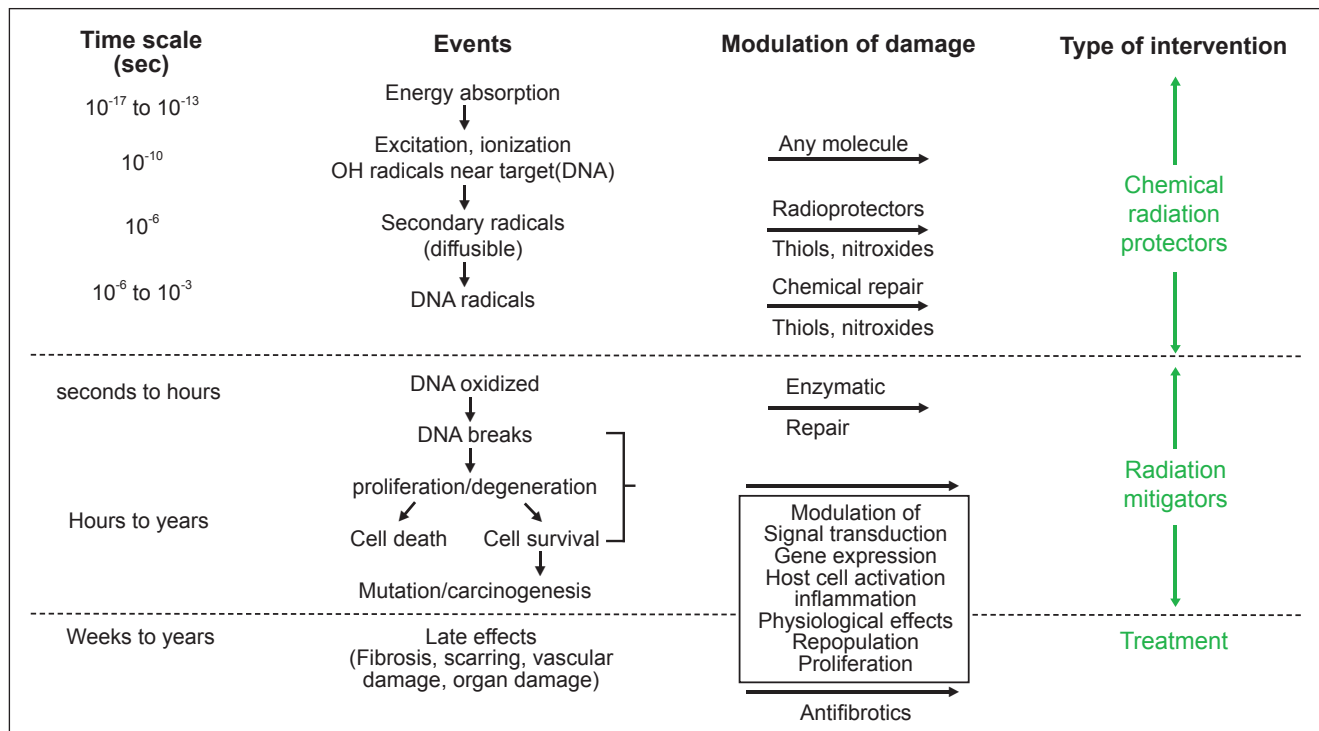 Time scale
(sec)
Events
Modulation of damage
Type of intervention
10⁻¹⁷ to 10⁻¹³
Energy absorption
10⁻¹⁰
Excitation, ionization
OH radicals near target(DNA)
Any molecule
10⁻⁶
Secondary radicals
(diffusible)
Radioprotectors
Thiols, nitroxides
Chemical
radiation
protectors
10⁻⁶ to 10⁻³
DNA radicals
Chemical repair
Thiols, nitroxides
seconds to hours
DNA oxidized
Enzymatic
Repair
DNA breaks
proliferation/degeneration
Radiation
mitigators
Hours to years
Cell death
Cell survival
Mutation/carcinogenesis
Modulation of
Signal transduction
Gene expression
Host cell activation
inflammation
Physiological effects
Repopulation
Proliferation
Weeks to years
Late effects
(Fibrosis, scarring, vascular
damage, organ damage)
Treatment
Antifibrotics